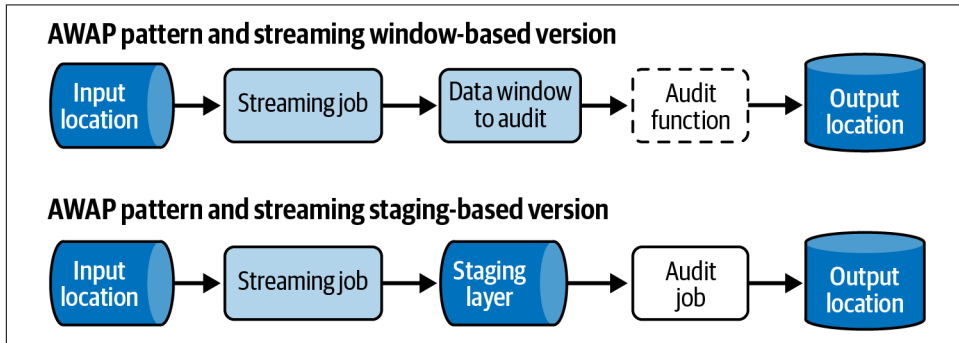 AWAP pattern and streaming window-based version
Input
location
Streaming job
Data window
to audit
Audit
function
Output
location
AWAP pattern and streaming staging-based version
Input
location
Streaming job
Staging
layer
Audit
job
Output
location